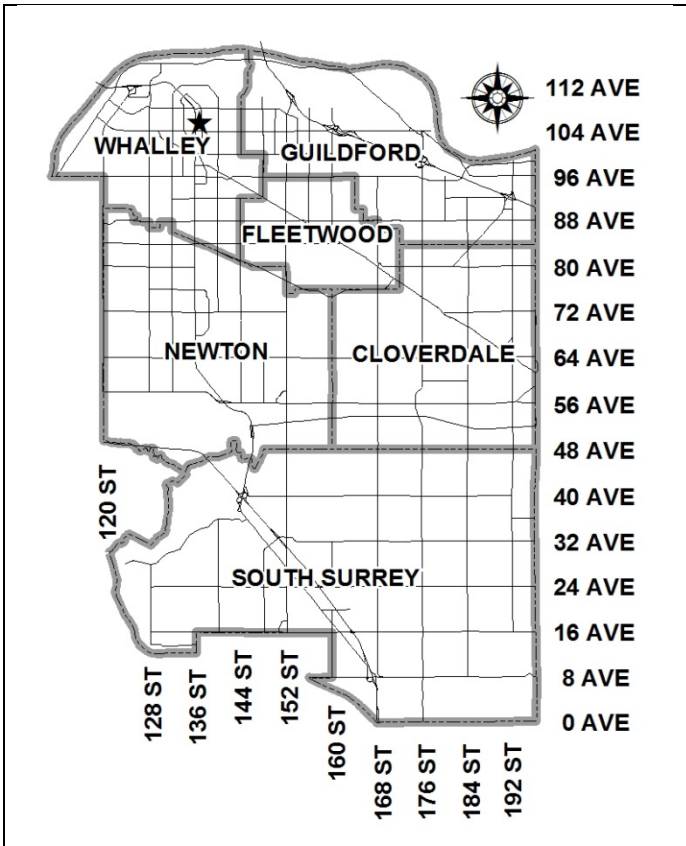 112 AVE
104 AVE
WHALLEY
GUILDFORD
96 AVE
88 AVE
FLEETWOOD
80 AVE
72 AVE
NEWTON
CLOVERDALE
64 AVE
56 AVE
48 AVE
120 ST
40 AVE
32 AVE
SOUTH SURREY
24 AVE
16 AVE
128 ST
136 ST
144 ST
152 ST
160 ST
168 ST
176 ST
184 ST
192 ST
8 AVE
0 AVE